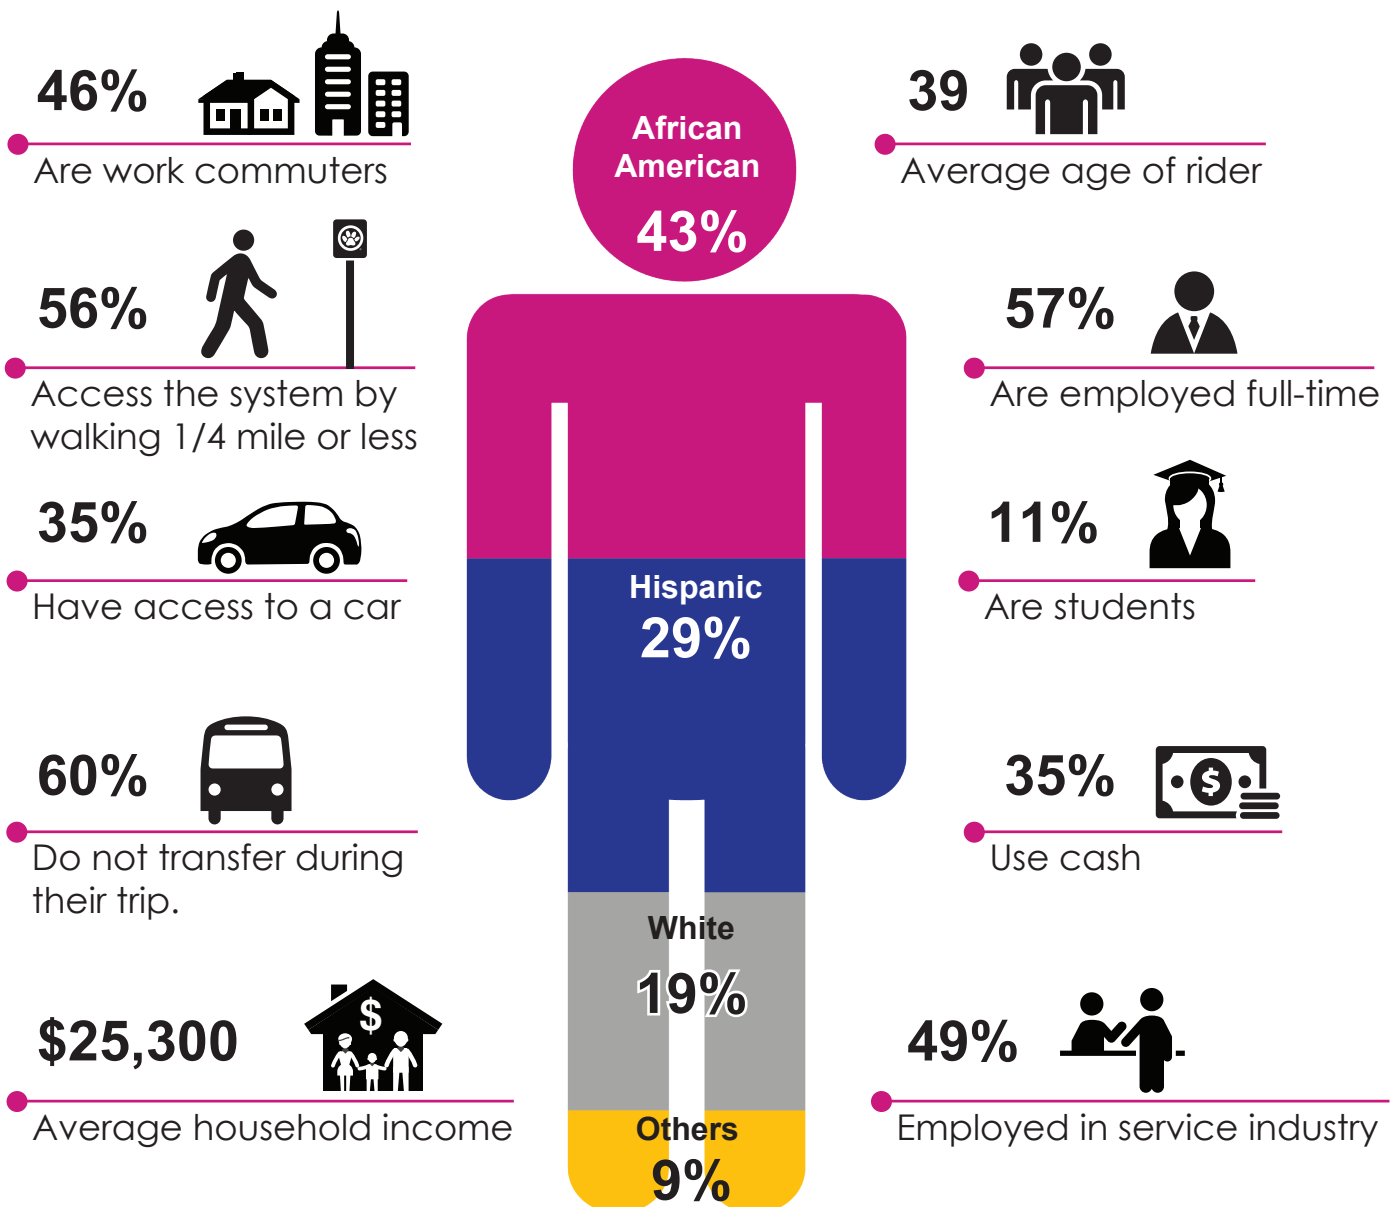 46%
Are work commuters
56%
Access the system by
walking 1/4 mile or less
35%
Have access to a car
60%
Do not transfer during
their trip.
$
$25,300
Average household income
African
American
43%
Hispanic
29%
White
19%
Others
9%
39
Average age of rider
57%
Are employed full-time
11%
Are students
35%
$
Use cash
49%
Employed in service industry